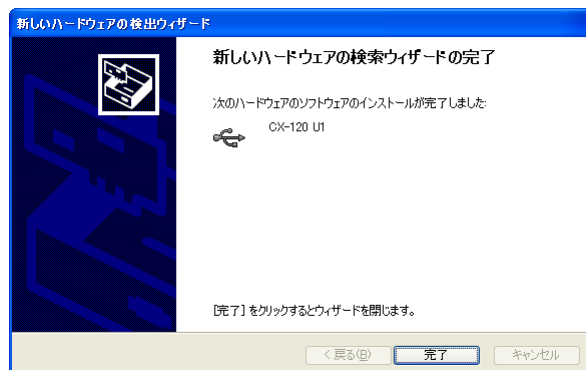 新しいハードウェアの検出ウィザード
新しいハードウェアの検索ウィザードの完了
次のハードウェアのソフトウェアのインストールが完了しました:
CX-120 U1
[完了] をクリックするとウィザードを閉じます。
< 戻る(B) 完了 キャンセル